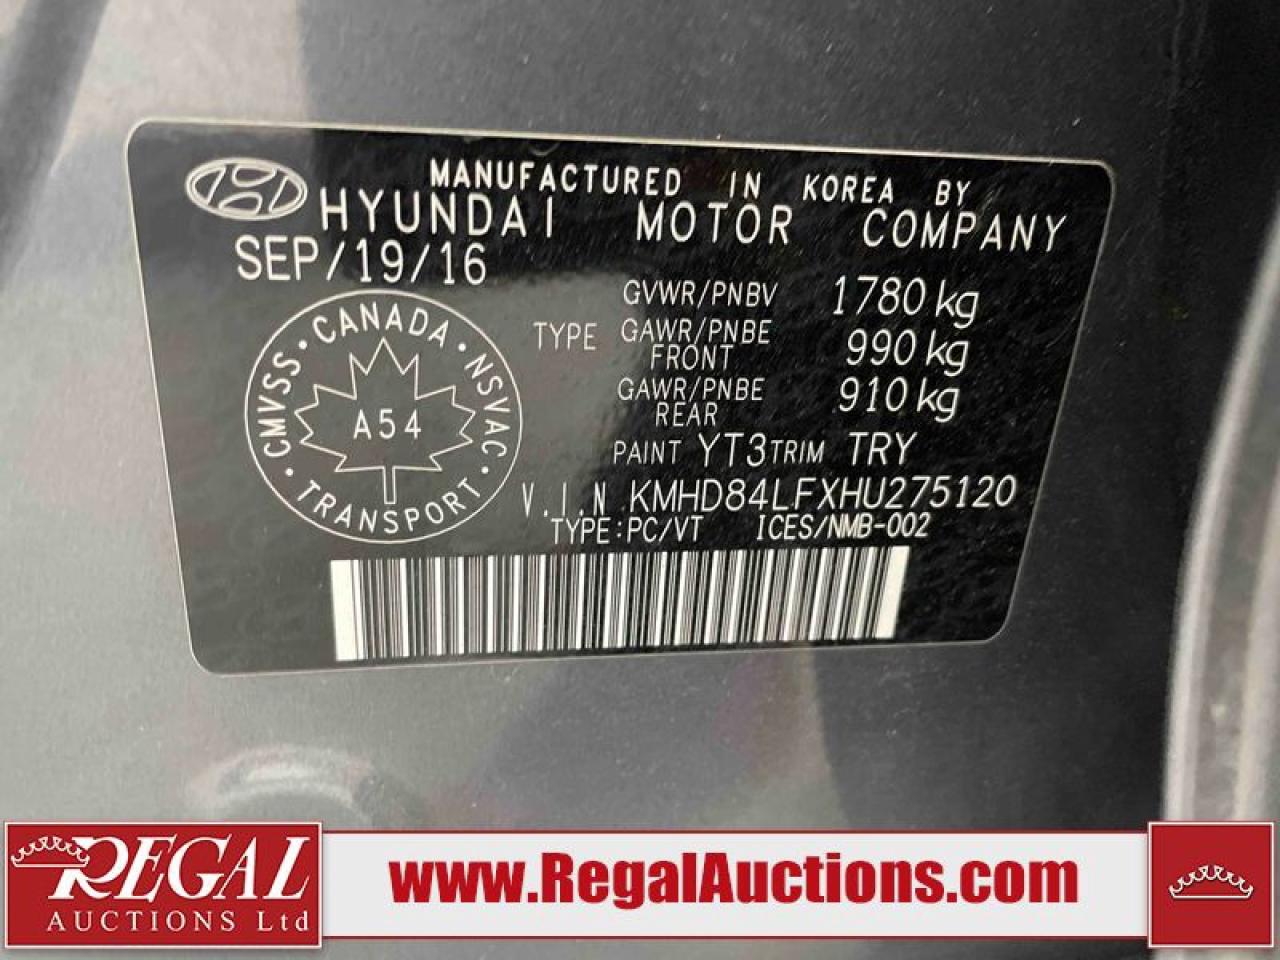 MANUFACTURED IN KOREA BY
HYUNDAI MOTOR COMPANY
SEP/19/16
GVWR/PNBV 1780 kg
TYPE GAWR/PNBE FRONT 990 kg
GAWR/PNBE REAR 910 kg
CMVSS · CANADA · NSVAC · TRANSPORT ·
A54
PAINT YT3 TRIM TRY
V.I.N KMHD84LFXHU275120
TYPE:PC/VT ICES/NMB-002
REGAL
AUCTIONS Ltd
www.RegalAuctions.com